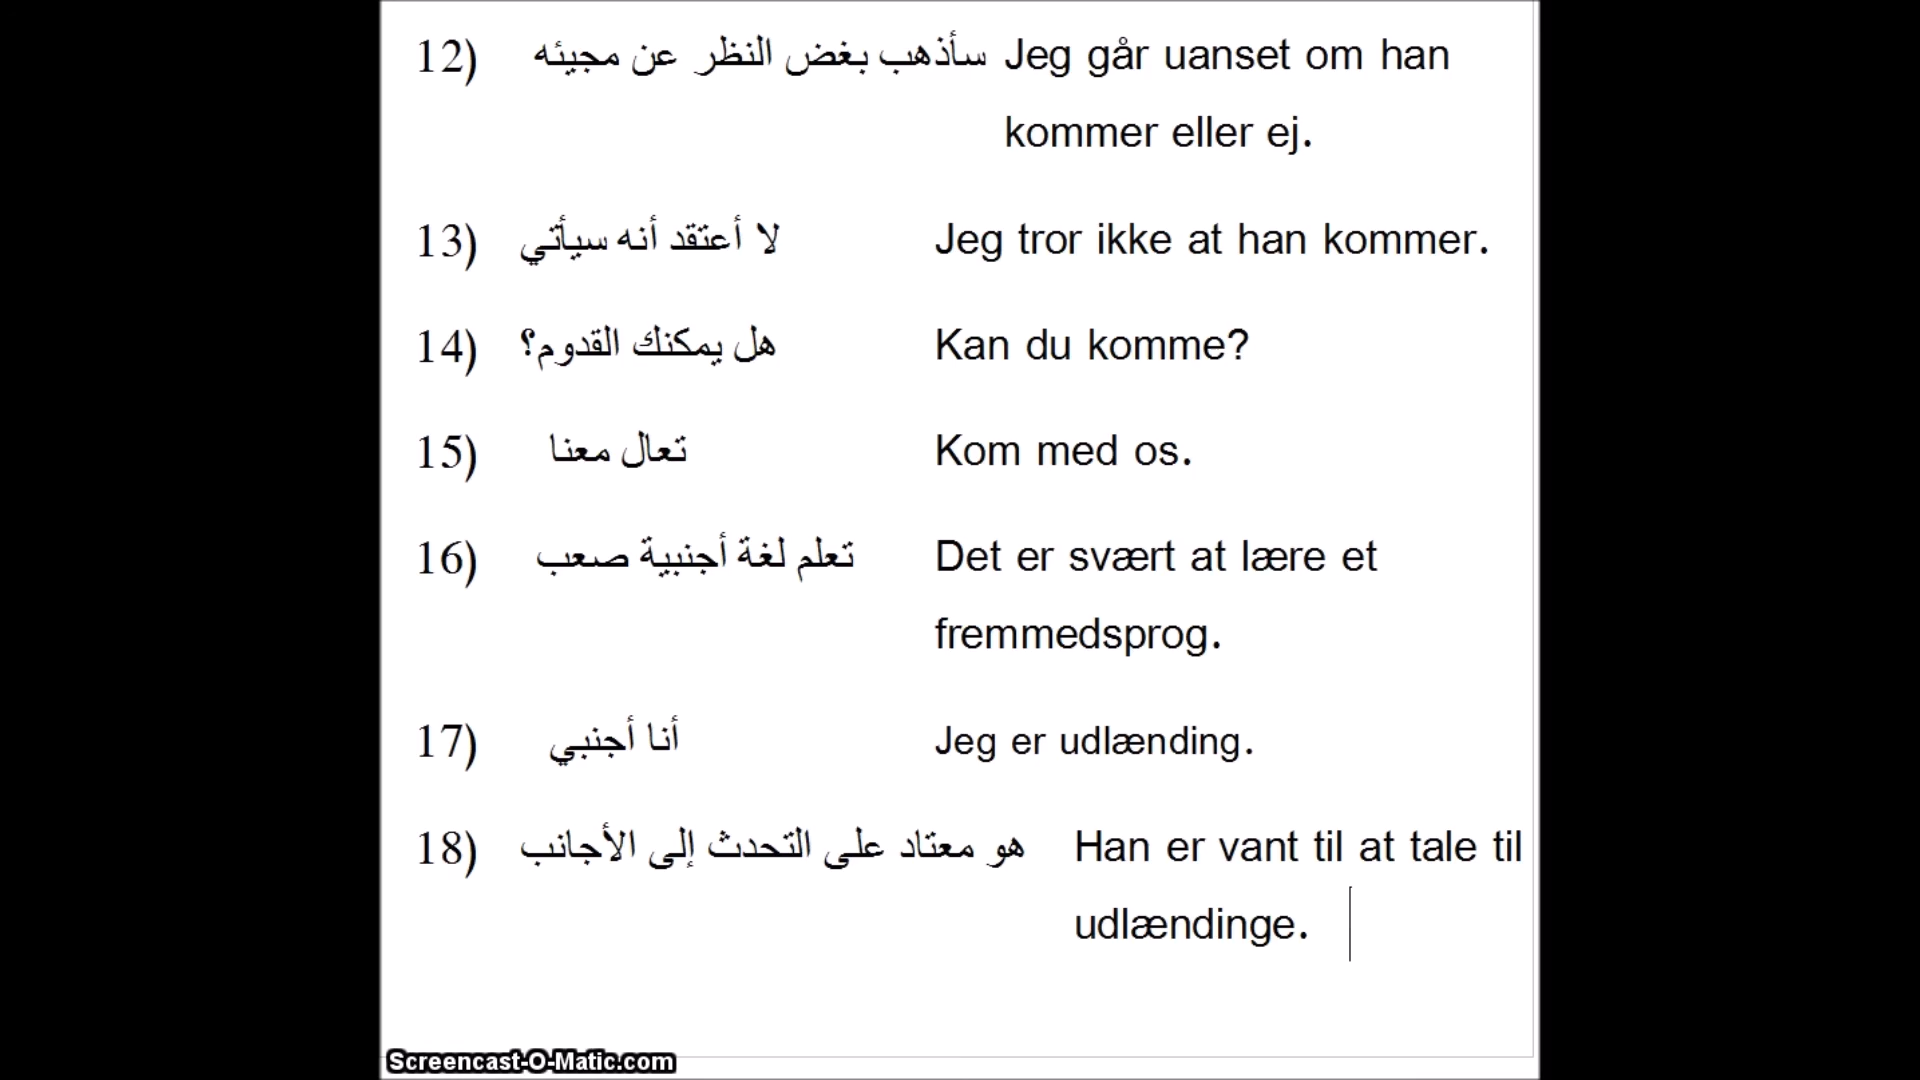 12) سأذهب بغض النظر عن مجيئه Jeg går uanset om han
kommer eller ej.
13) لا أعتقد أنه سيأتي Jeg tror ikke at han kommer.
14) هل يمكنك القدوم؟ Kan du komme?
15) تعال معنا Kom med os.
16) تعلم لغة أجنبية صعب Det er svært at lære et
fremmedsprog.
17) أنا أجنبي Jeg er udlænding.
18) هو معتاد على التحدث إلى الأجانب Han er vant til at tale til
udlændinge.
Screencast-O-Matic.com